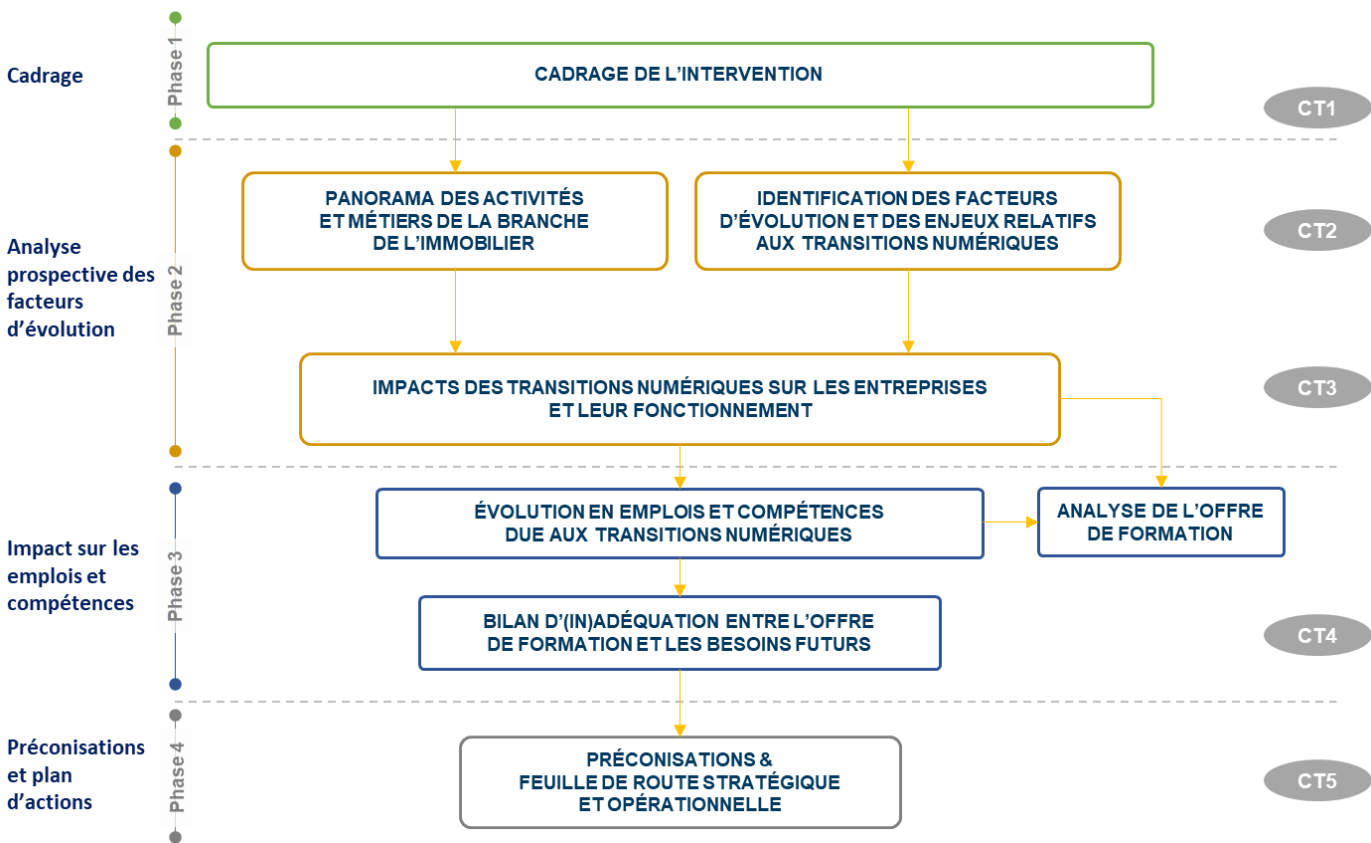 Cadrage
Phase 1
CADRAGE DE L'INTERVENTION
CT1
Analyse
prospective des
facteurs
d'évolution
Phase 2
PANORAMA DES ACTIVITÉS
ET MÉTIERS DE LA BRANCHE
DE L'IMMOBILIER
IDENTIFICATION DES FACTEURS
D'ÉVOLUTION ET DES ENJEUX RELATIFS
AUX TRANSITIONS NUMÉRIQUES
CT2
IMPACTS DES TRANSITIONS NUMÉRIQUES SUR LES ENTREPRISES
ET LEUR FONCTIONNEMENT
CT3
Impact sur les
emplois et
compétences
Phase 3
ÉVOLUTION EN EMPLOIS ET COMPÉTENCES
DUE AUX TRANSITIONS NUMÉRIQUES
ANALYSE DE L'OFFRE
DE FORMATION
BILAN D'(IN)ADÉQUATION ENTRE L'OFFRE
DE FORMATION ET LES BESOINS FUTURS
CT4
Préconisations
et plan
d'actions
Phase 4
PRÉCONISATIONS &
FEUILLE DE ROUTE STRATÉGIQUE
ET OPÉRATIONNELLE
CT5